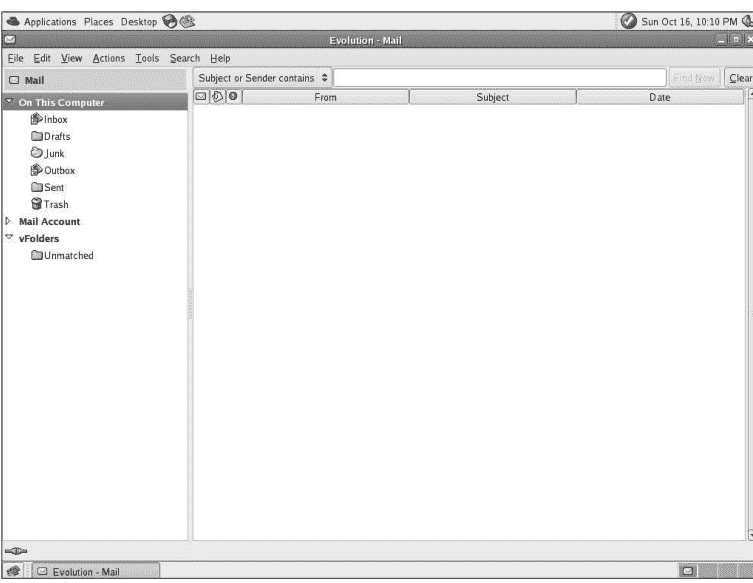 Applications Places Desktop
Sun Oct 16, 10:10 PM
Evolution - Mail
File Edit View Actions Tools Search Help
Mail
Subject or Sender contains
Find Now
Clear
On This Computer
From
Subject
Date
Inbox
Drafts
Junk
Outbox
Sent
Trash
Mail Account
vFolders
Unmatched
Evolution - Mail